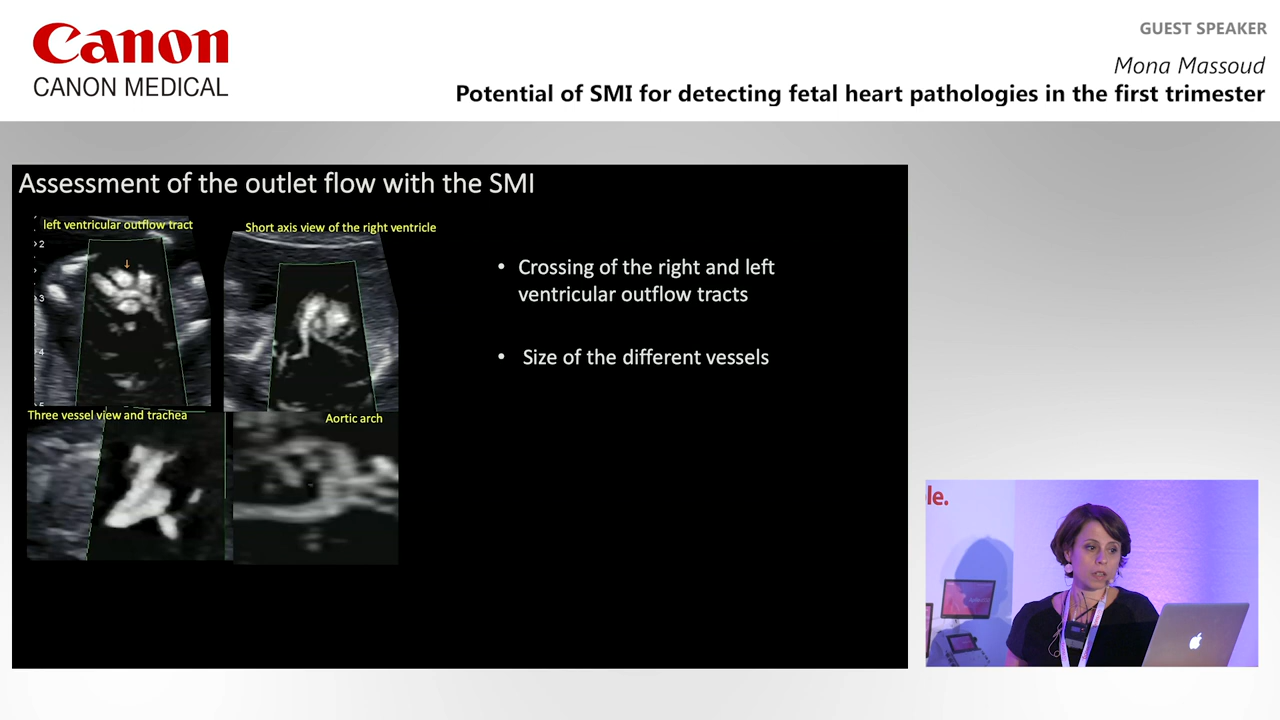 Canon
CANON MEDICAL
GUEST SPEAKER
Mona Massoud
Potential of SMI for detecting fetal heart pathologies in the first trimester
Assessment of the outlet flow with the SMI
left ventricular outflow tract
Short axis view of the right ventricle
2
3
4
Three vessel view and trachea
Aortic arch
• Crossing of the right and left
ventricular outflow tracts
• Size of the different vessels
le.